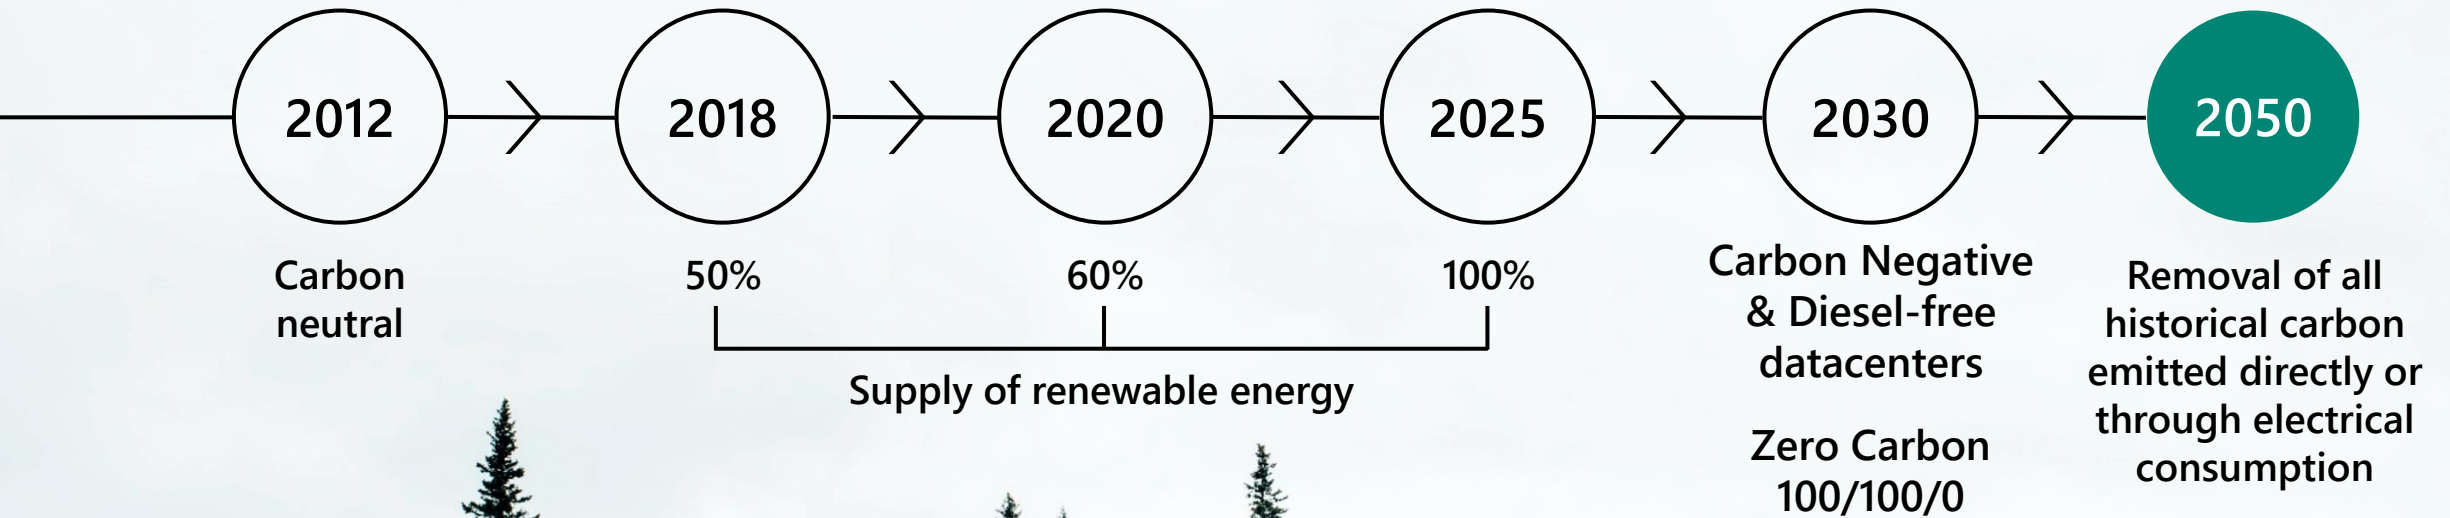 2012
2018
2020
2025
2030
2050
Carbon
neutral
50%
60%
100%
Supply of renewable energy
Carbon Negative
& Diesel-free
datacenters
Zero Carbon
100/100/0
Removal of all
historical carbon
emitted directly or
through electrical
consumption